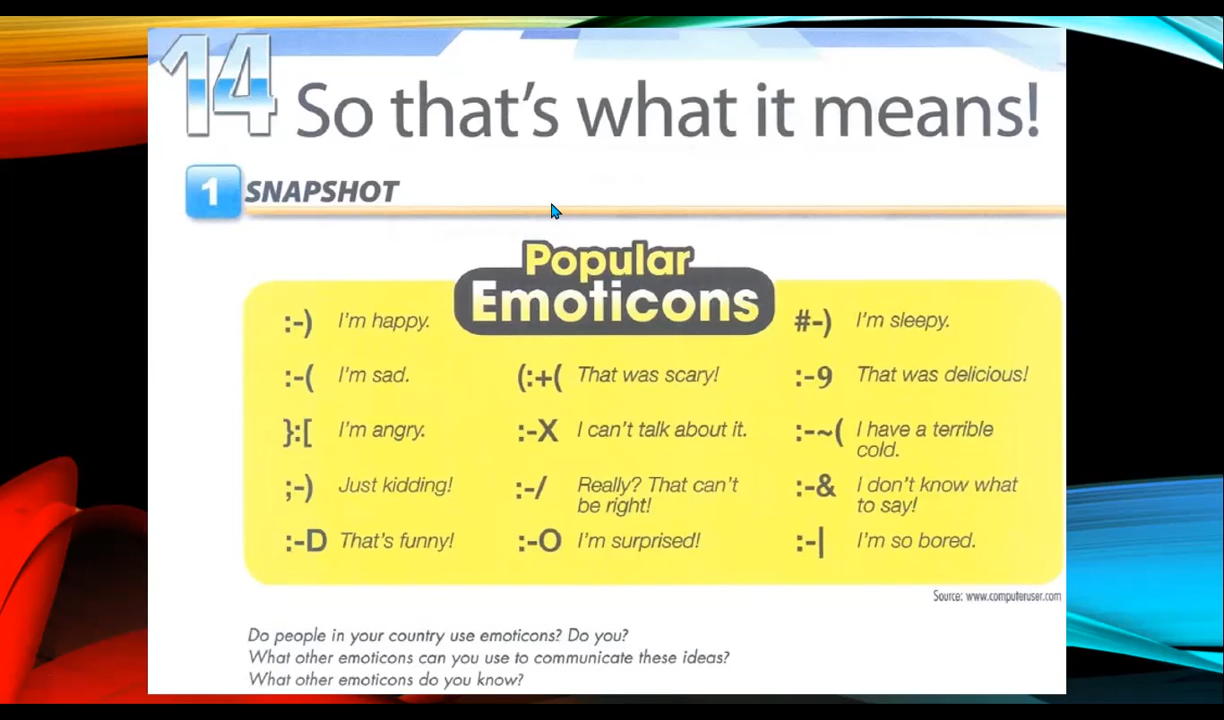 14 So that's what it means!
1 SNAPSHOT
Popular
Emoticons
:-) I'm happy.
:-( I'm sad.
}:[ I'm angry.
;-) Just kidding!
:-D That's funny!
(:+( That was scary!
:-X I can't talk about it.
:-/ Really? That can't
be right!
:-O I'm surprised!
#-) I'm sleepy.
:-9 That was delicious!
:-~( I have a terrible
cold.
:-& I don't know what
to say!
:-| I'm so bored.
Source: www.computeruser.com
Do people in your country use emoticons? Do you?
What other emoticons can you use to communicate these ideas?
What other emoticons do you know?